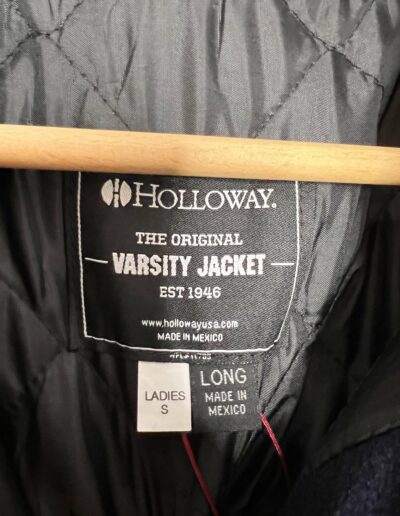 HOLLOWAY.
THE ORIGINAL
VARSITY JACKET
EST 1946
www.hollowayusa.com
MADE IN MEXICO
LADIES
S
LONG
MADE IN
MEXICO